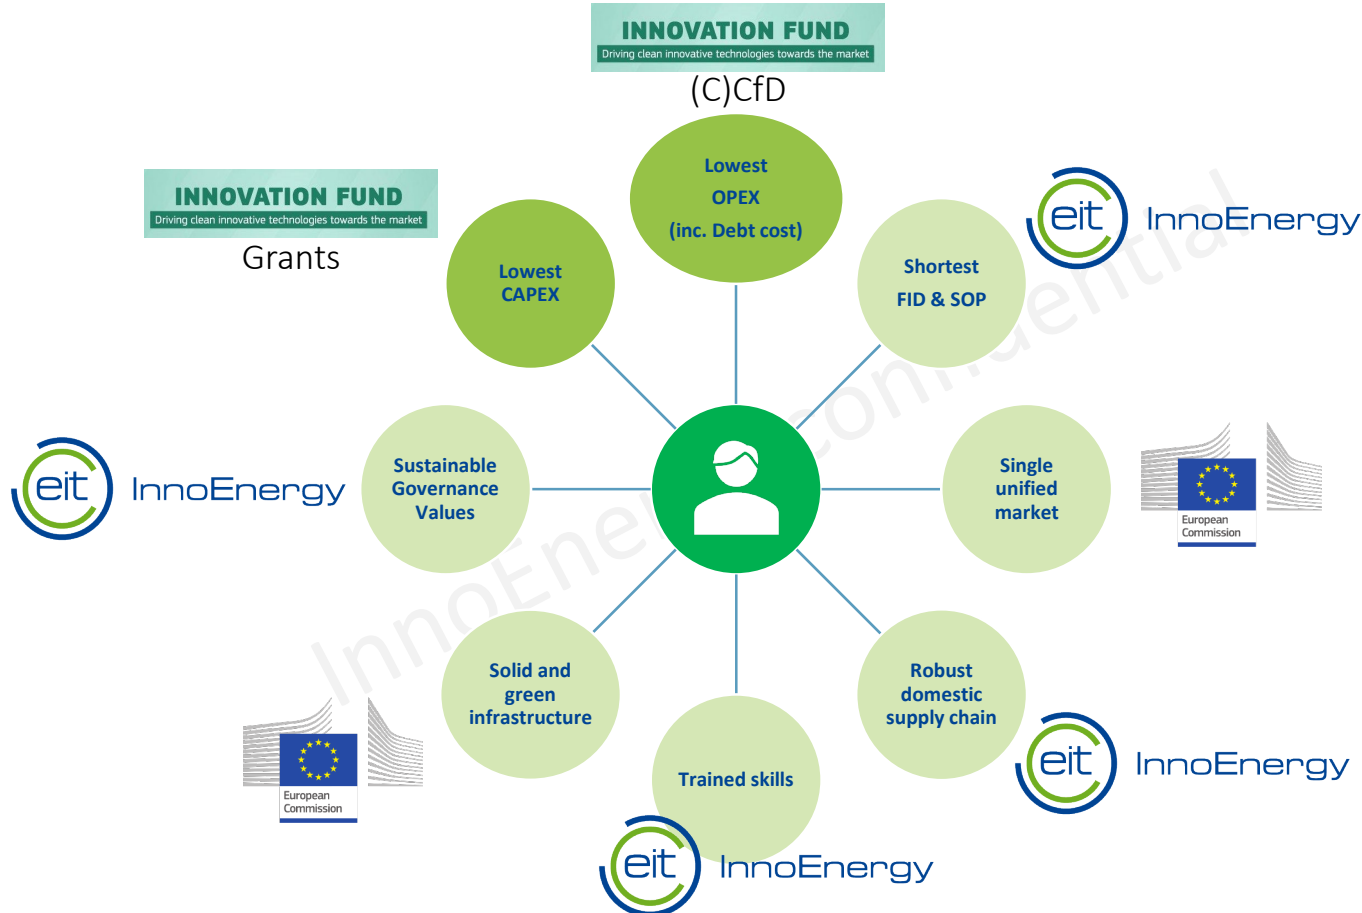 INNOVATION FUND
Driving clean innovative technologies towards the market
(C)CfD
Lowest
OPEX
(inc. Debt cost)
INNOVATION FUND
Driving clean innovative technologies towards the market
Grants
Lowest
CAPEX
Shortest
FID & SOP
eit InnoEnergy
eit InnoEnergy
Sustainable
Governance
Values
Single
unified
market
European
Commission
Solid and
green
infrastructure
Robust
domestic
supply chain
European
Commission
Trained skills
eit InnoEnergy
eit InnoEnergy
InnoEnergy confidential